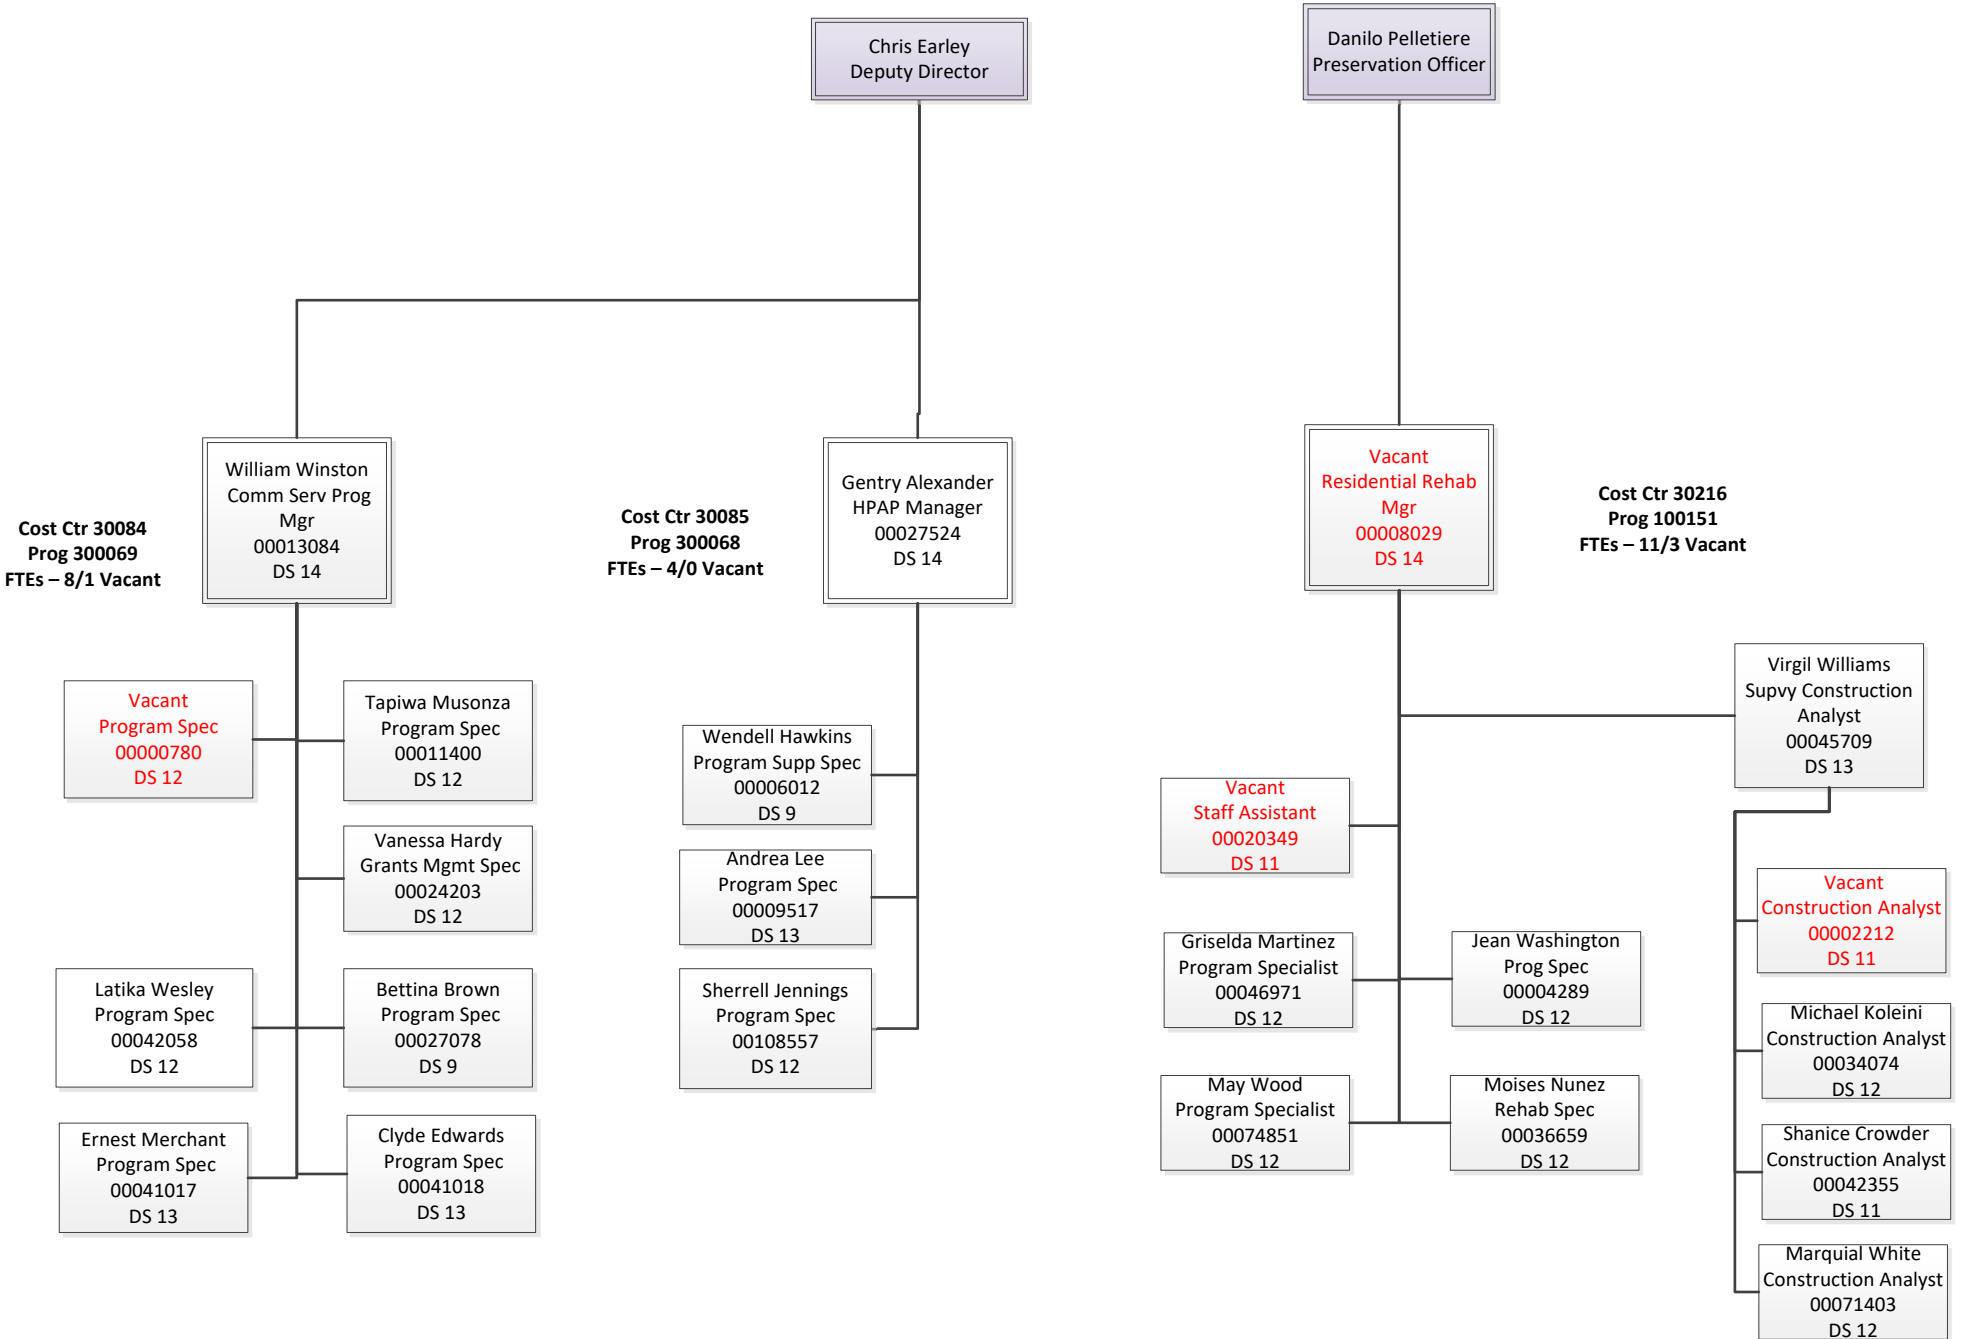 Chris Earley
Deputy Director
Danilo Pelletiere
Preservation Officer
Cost Ctr 30084
Prog 300069
FTEs – 8/1 Vacant
William Winston
Comm Serv Prog
Mgr
00013084
DS 14
Cost Ctr 30085
Prog 300068
FTEs – 4/0 Vacant
Gentry Alexander
HPAP Manager
00027524
DS 14
Vacant
Residential Rehab
Mgr
00008029
DS 14
Cost Ctr 30216
Prog 100151
FTEs – 11/3 Vacant
Vacant
Program Spec
00000780
DS 12
Tapiwa Musonza
Program Spec
00011400
DS 12
Vanessa Hardy
Grants Mgmt Spec
00024203
DS 12
Latika Wesley
Program Spec
00042058
DS 12
Bettina Brown
Program Spec
00027078
DS 9
Ernest Merchant
Program Spec
00041017
DS 13
Clyde Edwards
Program Spec
00041018
DS 13
Wendell Hawkins
Program Supp Spec
00006012
DS 9
Andrea Lee
Program Spec
00009517
DS 13
Sherrell Jennings
Program Spec
00108557
DS 12
Virgil Williams
Supvy Construction
Analyst
00045709
DS 13
Vacant
Staff Assistant
00020349
DS 11
Griselda Martinez
Program Specialist
00046971
DS 12
Jean Washington
Prog Spec
00004289
DS 12
May Wood
Program Specialist
00074851
DS 12
Moises Nunez
Rehab Spec
00036659
DS 12
Vacant
Construction Analyst
00002212
DS 11
Michael Koleini
Construction Analyst
00034074
DS 12
Shanice Crowder
Construction Analyst
00042355
DS 11
Marquial White
Construction Analyst
00071403
DS 12